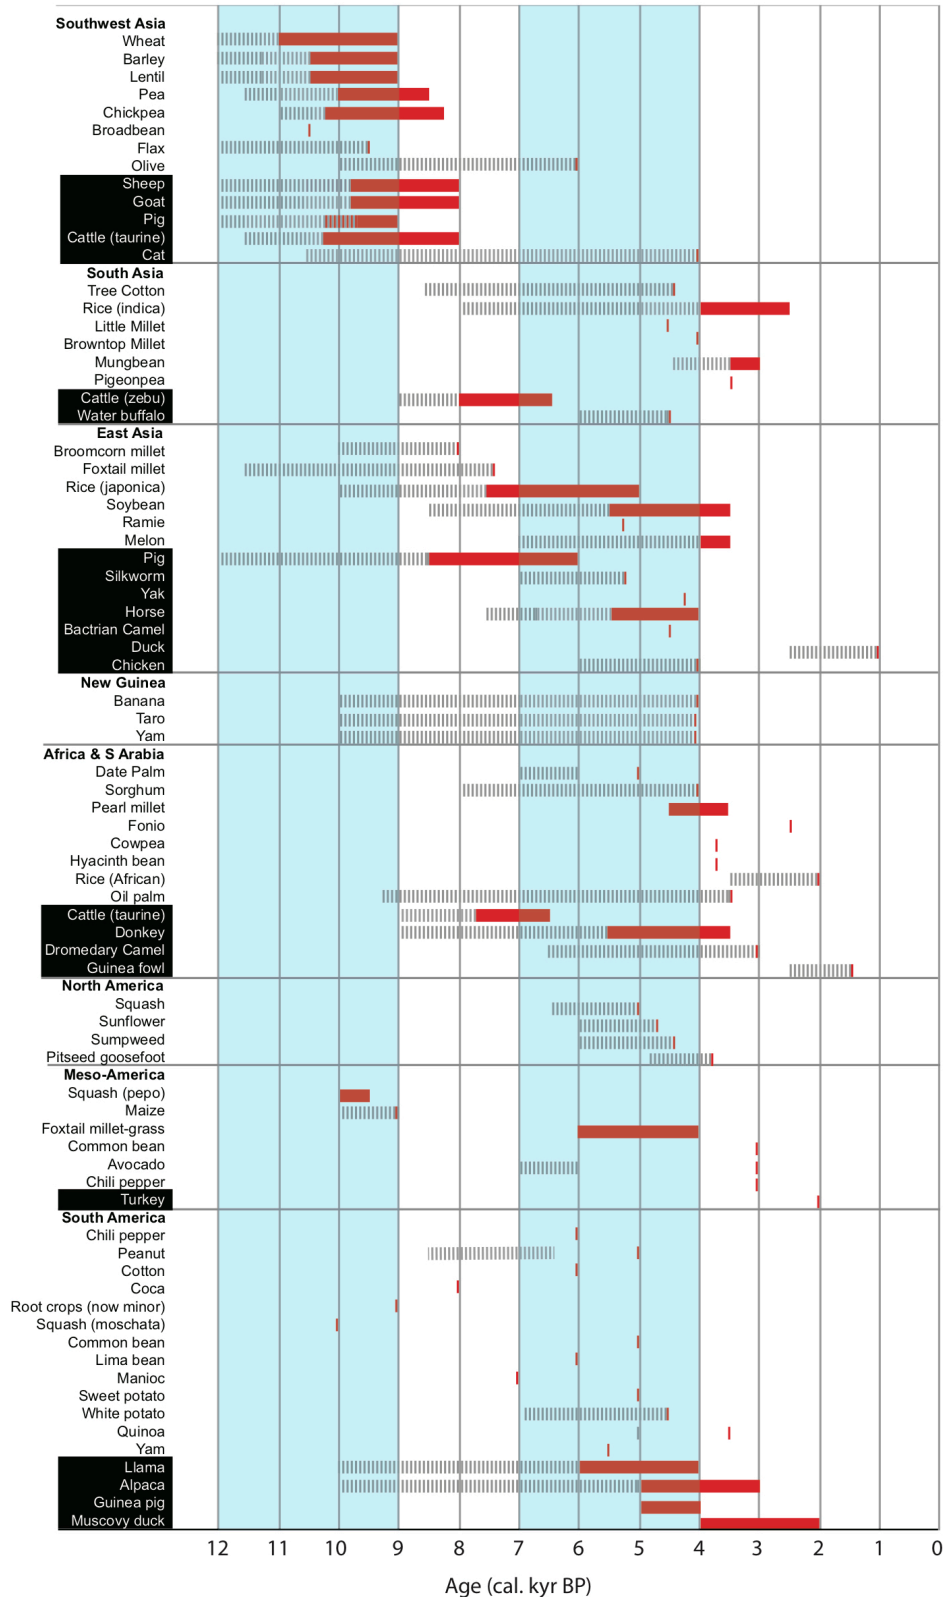 Southwest Asia
Wheat
Barley
Lentil
Pea
Chickpea
Broadbean
Flax
Olive
Sheep
Goat
Pig
Cattle (taurine)
Cat
South Asia
Tree Cotton
Rice (indica)
Little Millet
Browntop Millet
Mungbean
Pigeonpea
Cattle (zebu)
Water buffalo
East Asia
Broomcorn millet
Foxtail millet
Rice (japonica)
Soybean
Ramie
Melon
Pig
Silkworm
Yak
Horse
Bactrian Camel
Duck
Chicken
New Guinea
Banana
Taro
Yam
Africa & S Arabia
Date Palm
Sorghum
Pearl millet
Fonio
Cowpea
Hyacinth bean
Rice (African)
Oil palm
Cattle (taurine)
Donkey
Dromedary Camel
Guinea fowl
North America
Squash
Sunflower
Sumpweed
Pitseed goosefoot
Meso-America
Squash (pepo)
Maize
Foxtail millet-grass
Common bean
Avocado
Chili pepper
Turkey
South America
Chili pepper
Peanut
Cotton
Coca
Root crops (now minor)
Squash (moschata)
Common bean
Lima bean
Manioc
Sweet potato
White potato
Quinoa
Yam
Llama
Alpaca
Guinea pig
Muscovy duck
12 11 10 9 8 7 6 5 4 3 2 1 0
Age (cal. kyr BP)